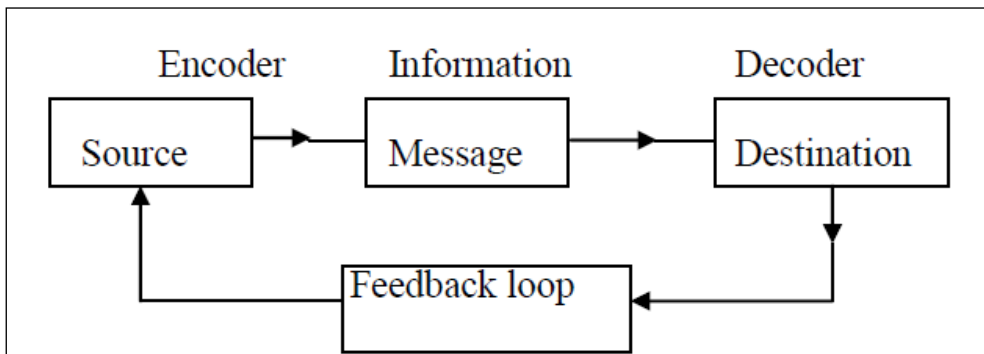 Encoder Information Decoder
Source Message Destination
Feedback loop